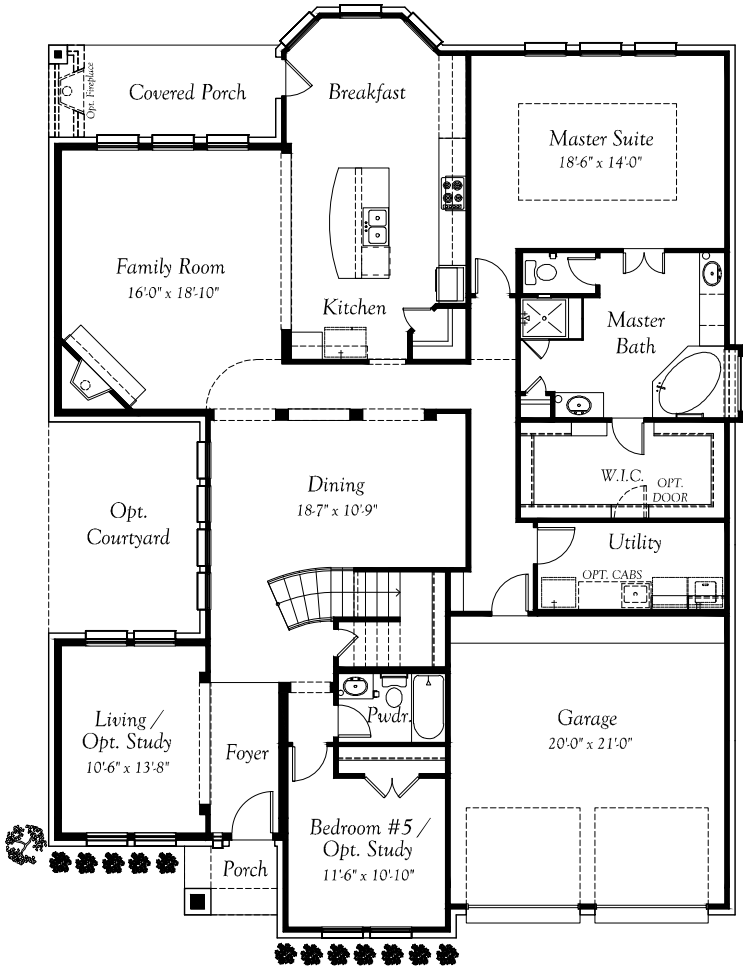 Opt. Fireplace
Covered Porch
Breakfast
Master Suite
18'-6" x 14'-0"
Family Room
16'-0" x 18'-10"
Kitchen
Master
Bath
W.I.C.
OPT.
DOOR
Dining
18'-7" x 10'-9"
Opt.
Courtyard
Utility
OPT. CABS
Living /
Opt. Study
10'-6" x 13'-8"
Pwdr.
Foyer
Garage
20'-0" x 21'-0"
Bedroom #5 /
Opt. Study
11'-6" x 10'-10"
Porch